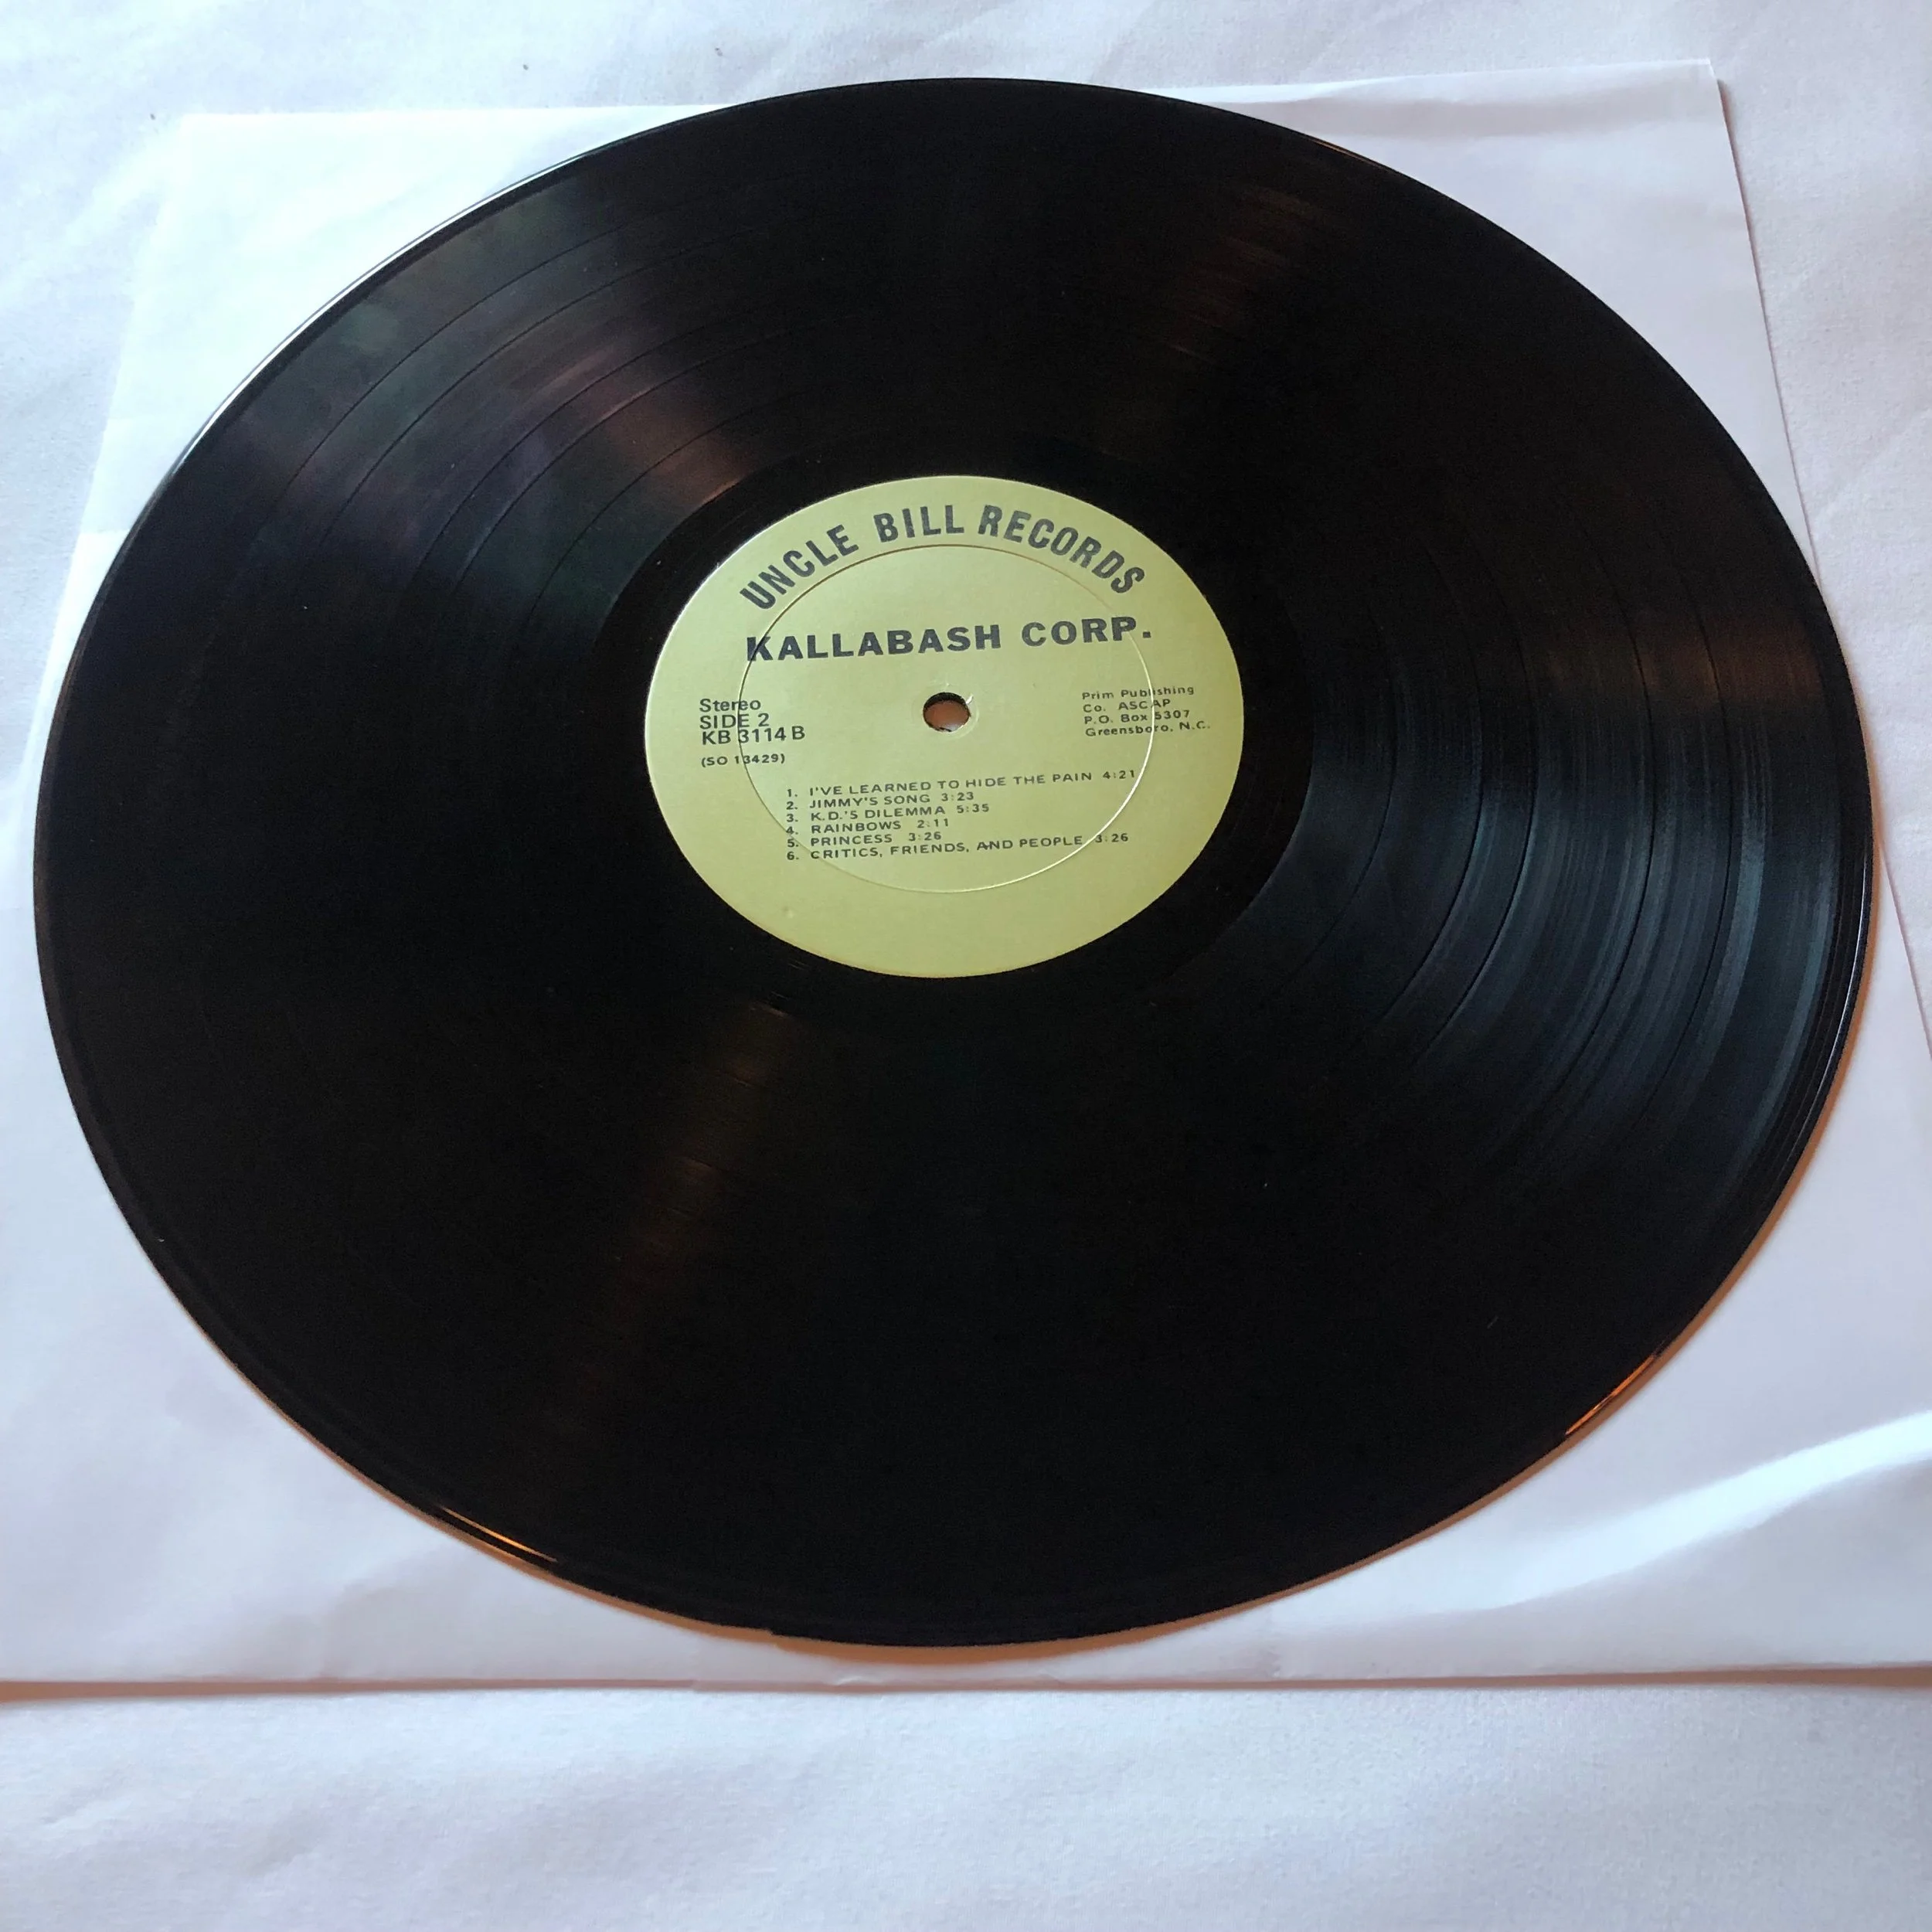 UNCLE BILL RECORDS
KALLABASH CORP.
Stereo
SIDE 2
KB 3114 B
(SO 13429)
Prim Publishing
Co. ASCAP
P.O. Box 5307
Greensboro, N.C.
1. I'VE LEARNED TO HIDE THE PAIN 4:21
2. JIMMY'S SONG 3:23
3. K.D.'S DILEMMA 5:35
4. RAINBOWS 2:11
5. PRINCESS 3:26
6. CRITICS, FRIENDS, AND PEOPLE 3:26